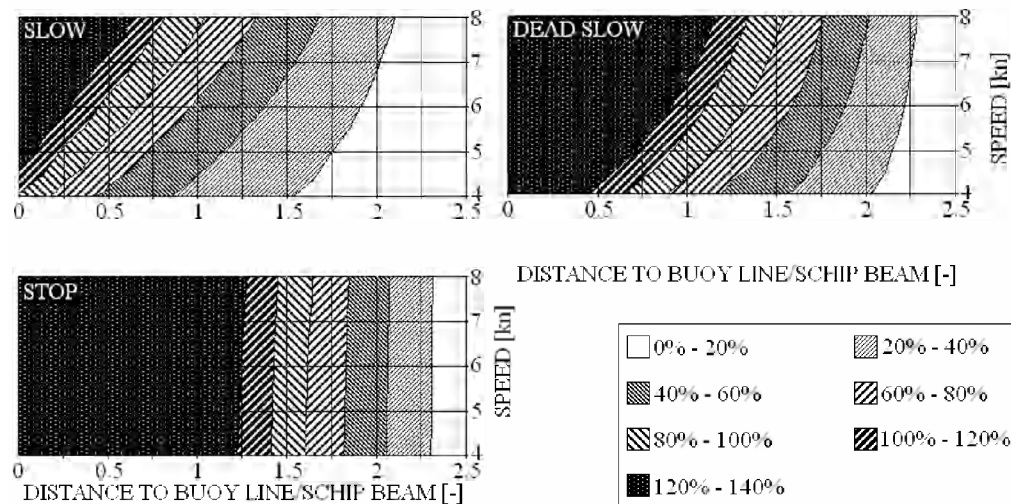 SLOW
8
7
6
5
4
0
0.5
1
1.5
2
2.5
SPEED [kn]
DEAD SLOW
8
7
6
5
4
0
0.5
1
1.5
2
2.5
SPEED [kn]
STOP
8
7
6
5
4
0
0.5
1
1.5
2
2.5
DISTANCE TO BUOY LINE/SCHIP BEAM [-]
DISTANCE TO BUOY LINE/SCHIP BEAM [-]
0% - 20%
20% - 40%
40% - 60%
60% - 80%
80% - 100%
100% - 120%
120% - 140%